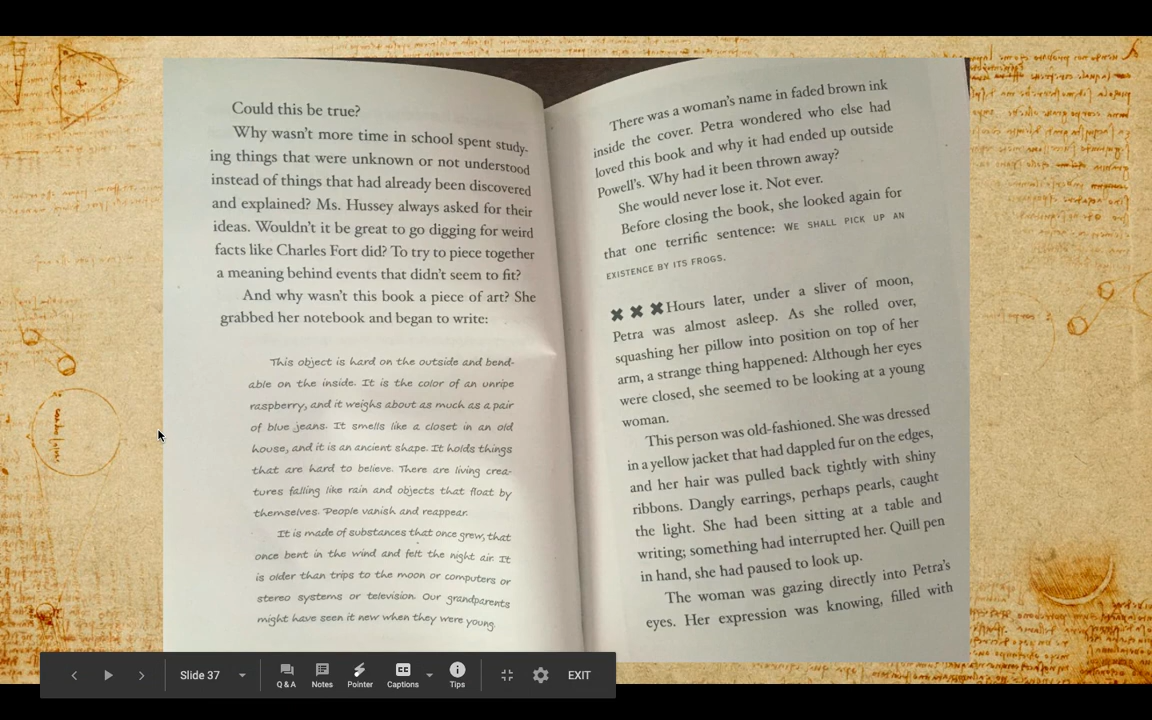 Could this be true?
Why wasn't more time in school spent study-
ing things that were unknown or not understood
instead of things that had already been discovered
and explained? Ms. Hussey always asked for their
ideas. Wouldn't it be great to go digging for weird
facts like Charles Fort did? To try to piece together
a meaning behind events that didn't seem to fit?
And why wasn't this book a piece of art? She
grabbed her notebook and began to write:
This object is hard on the outside and bend-
able on the inside. It is the color of an unripe
raspberry, and it weighs about as much as a pair
of blue jeans. It smells like a closet in an old
house, and it is an ancient shape. It holds things
that are hard to believe. There are living crea-
tures falling like rain and objects that float by
themselves. People vanish and reappear.
It is made of substances that once grew, that
once bent in the wind and felt the night air. It
is older than trips to the moon or computers or
stereo systems or television. Our grandparents
might have seen it new when they were young.
There was a woman's name in faded brown ink
inside the cover. Petra wondered who else had
loved this book and why it had ended up outside
Powell's. Why had it been thrown away?
She would never lose it. Not ever.
Before closing the book, she looked again for
that one terrific sentence: WE SHALL PICK UP AN
EXISTENCE BY ITS FROGS.
Hours later, under a sliver of moon,
Petra was almost asleep. As she rolled over,
squashing her pillow into position on top of her
arm, a strange thing happened: Although her eyes
were closed, she seemed to be looking at a young
woman.
This person was old-fashioned. She was dressed
in a yellow jacket that had dappled fur on the edges,
and her hair was pulled back tightly with shiny
ribbons. Dangly earrings, perhaps pearls, caught
the light. She had been sitting at a table and
writing; something had interrupted her. Quill pen
in hand, she had paused to look up.
The woman was gazing directly into Petra's
eyes. Her expression was knowing, filled with
Slide 37
Q & A
Notes
Pointer
Captions
Tips
EXIT